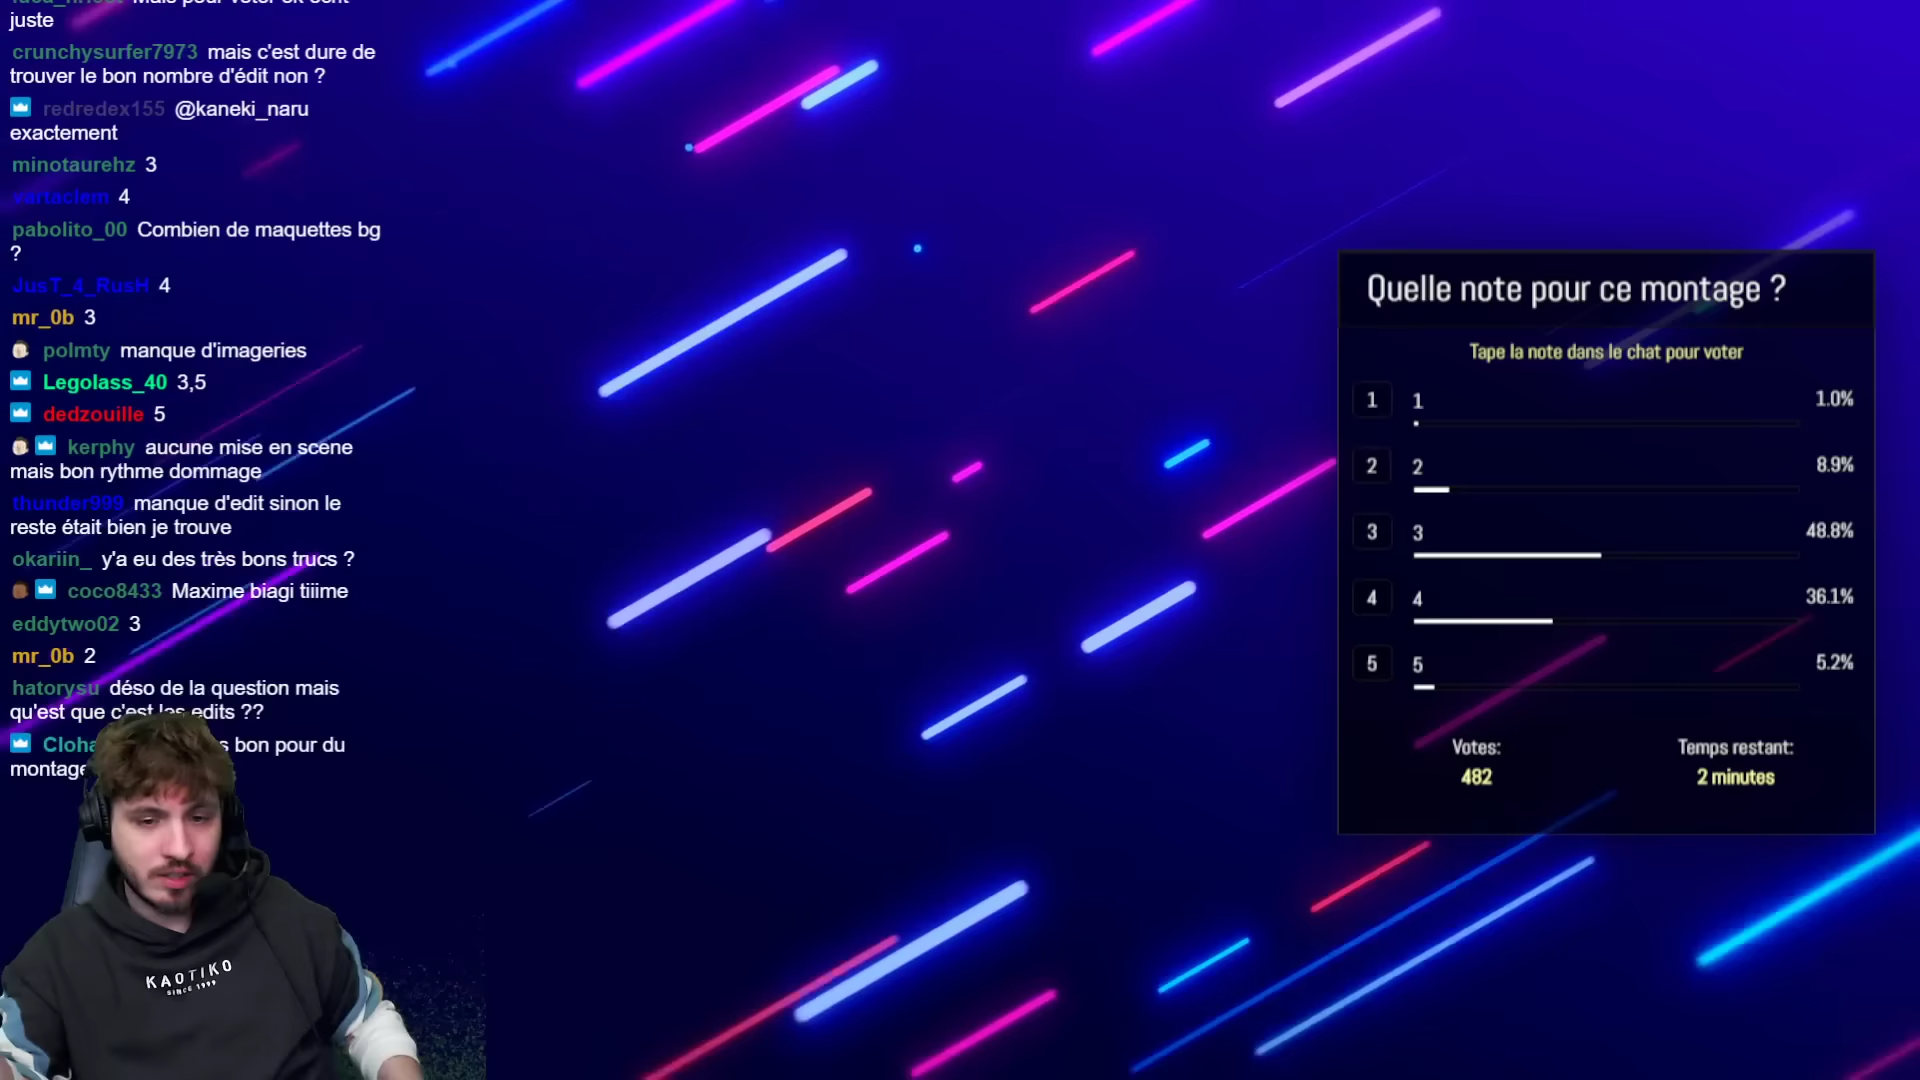 juste
crunchysurfer7973 mais c'est dure de
trouver le bon nombre d'édit non ?
redredex155 @kaneki_naru
exactement
minotaurehz 3
vartaclem 4
pabolito_00 Combien de maquettes bg
?
JusT_4_RusH 4
mr_0b 3
polmty manque d'imageries
Legolass_40 3,5
dedzouille 5
kerphy aucune mise en scene
mais bon rythme dommage
thunder999 manque d'edit sinon le
reste était bien je trouve
okariin_ y'a eu des très bons trucs ?
coco8433 Maxime biagi tiiime
eddytwo02 3
mr_0b 2
hatorysu déso de la question mais
qu'est que c'est les edits ??
bon pour du
montage
KAOTIKO
SINCE 1999
Quelle note pour ce montage ?
Tape la note dans le chat pour voter
1 1 1.0%
2 2 8.9%
3 3 48.8%
4 4 36.1%
5 5 5.2%
Votes: Temps restant:
482 2 minutes